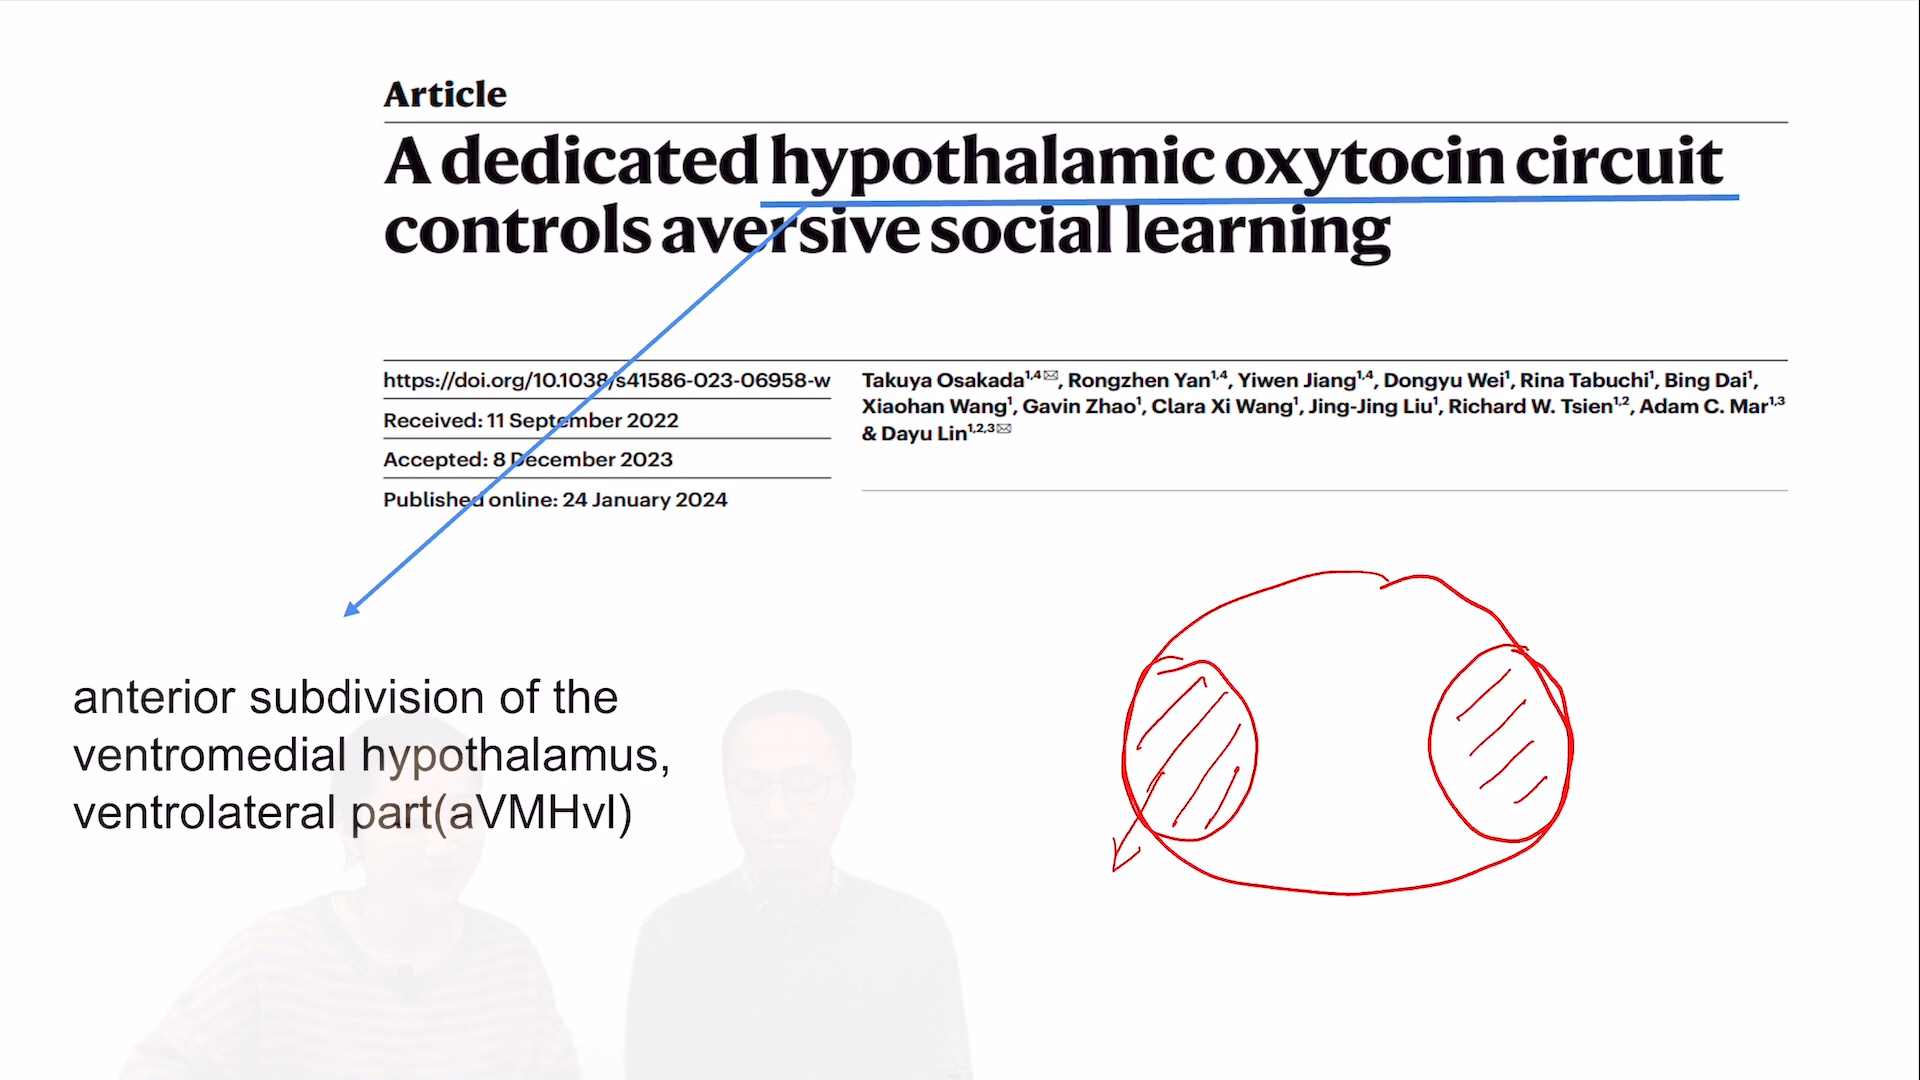 Article
A dedicated hypothalamic oxytocin circuit
controls aversive social learning
https://doi.org/10.1038/s41586-023-06958-w
Received: 11 September 2022
Accepted: 8 December 2023
Published online: 24 January 2024
Takuya Osakada1,4✉, Rongzhen Yan1,4, Yiwen Jiang1,4, Dongyu Wei1, Rina Tabuchi1, Bing Dai1,
Xiaohan Wang1, Gavin Zhao1, Clara Xi Wang1, Jing-Jing Liu1, Richard W. Tsien1,2, Adam C. Mar1,3
& Dayu Lin1,2,3✉
anterior subdivision of the
ventromedial hypothalamus,
ventrolateral part(aVMHvl)